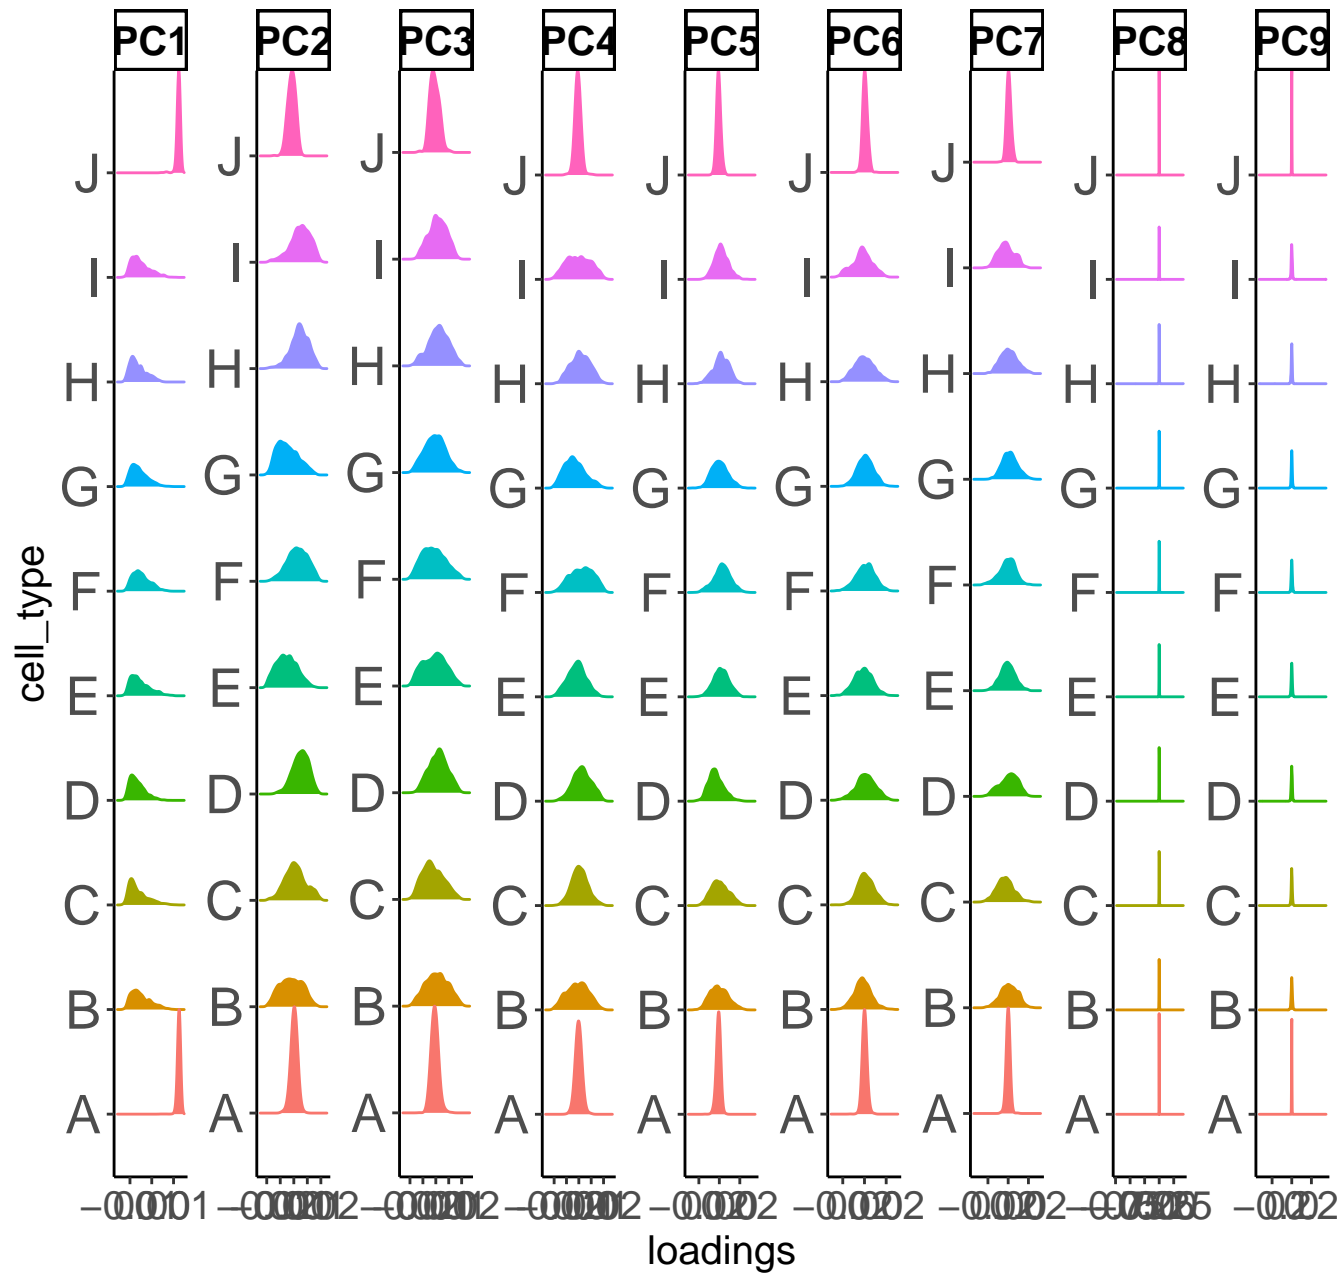 PC1 PC2 PC3 PC4 PC5 PC6 PC7 PC8 PC9
J J J J J J J J J
I I I I I I I I I
H H H H H H H H H
G G G G G G G G G
F F F F F F F F F
E E E E E E E E E
D D D D D D D D D
C C C C C C C C C
B B B B B B B B B
A A A A A A A A A
cell_type
loadings